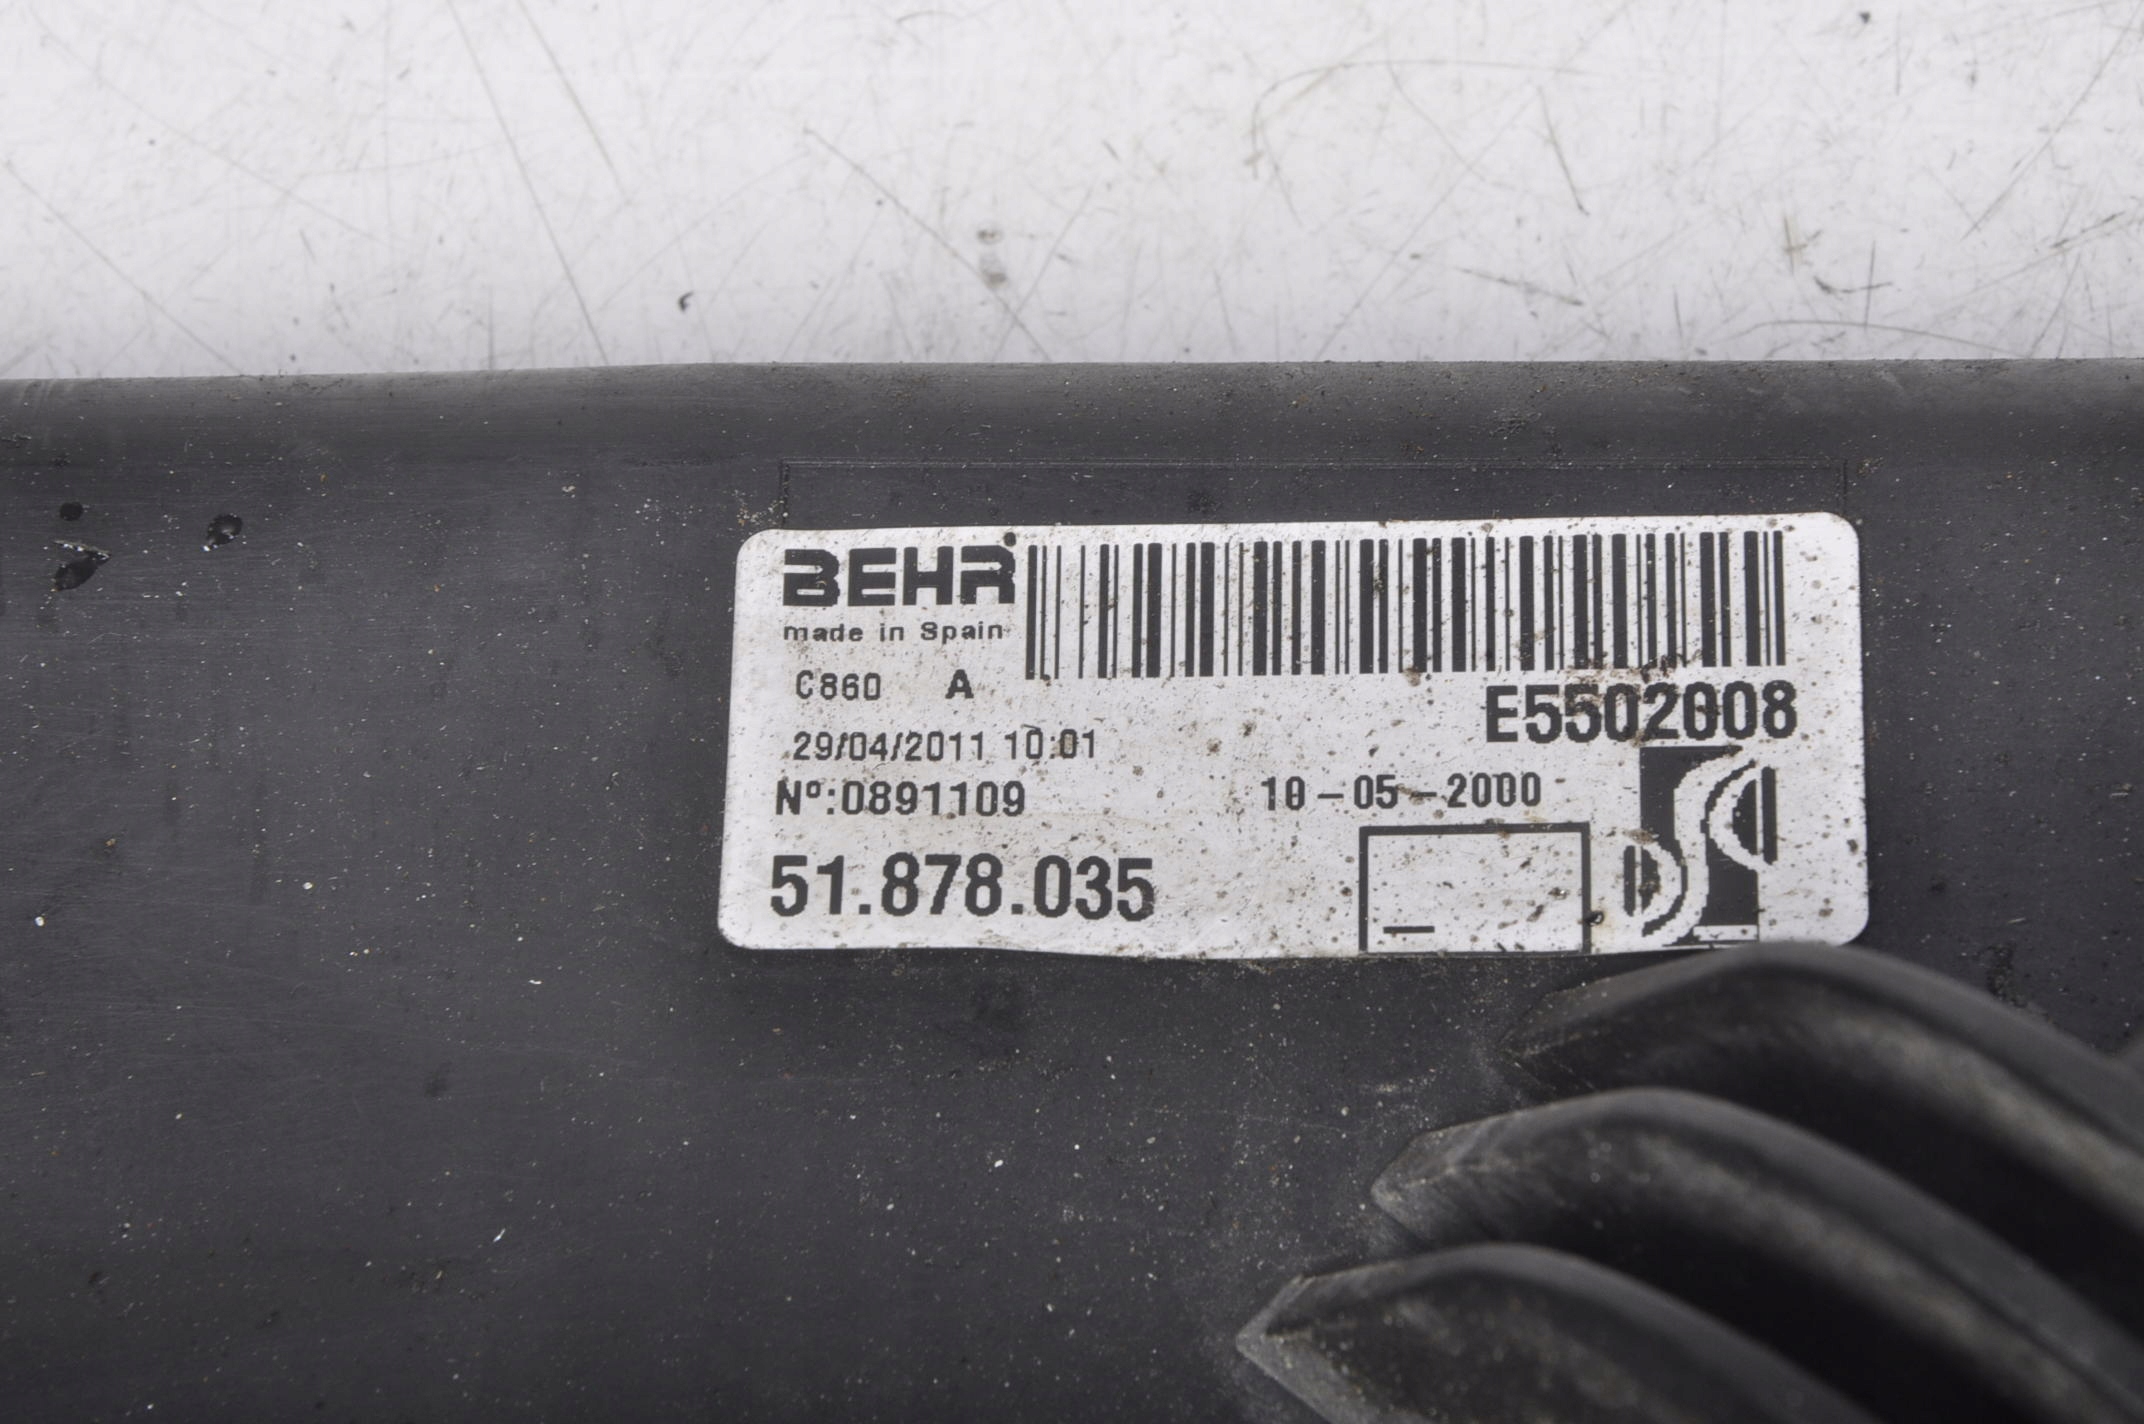 BEHR
made in Spain
C860 A
E5502008
29/04/2011 10:01
Nº:0891109 10-05-2000
51.878.035